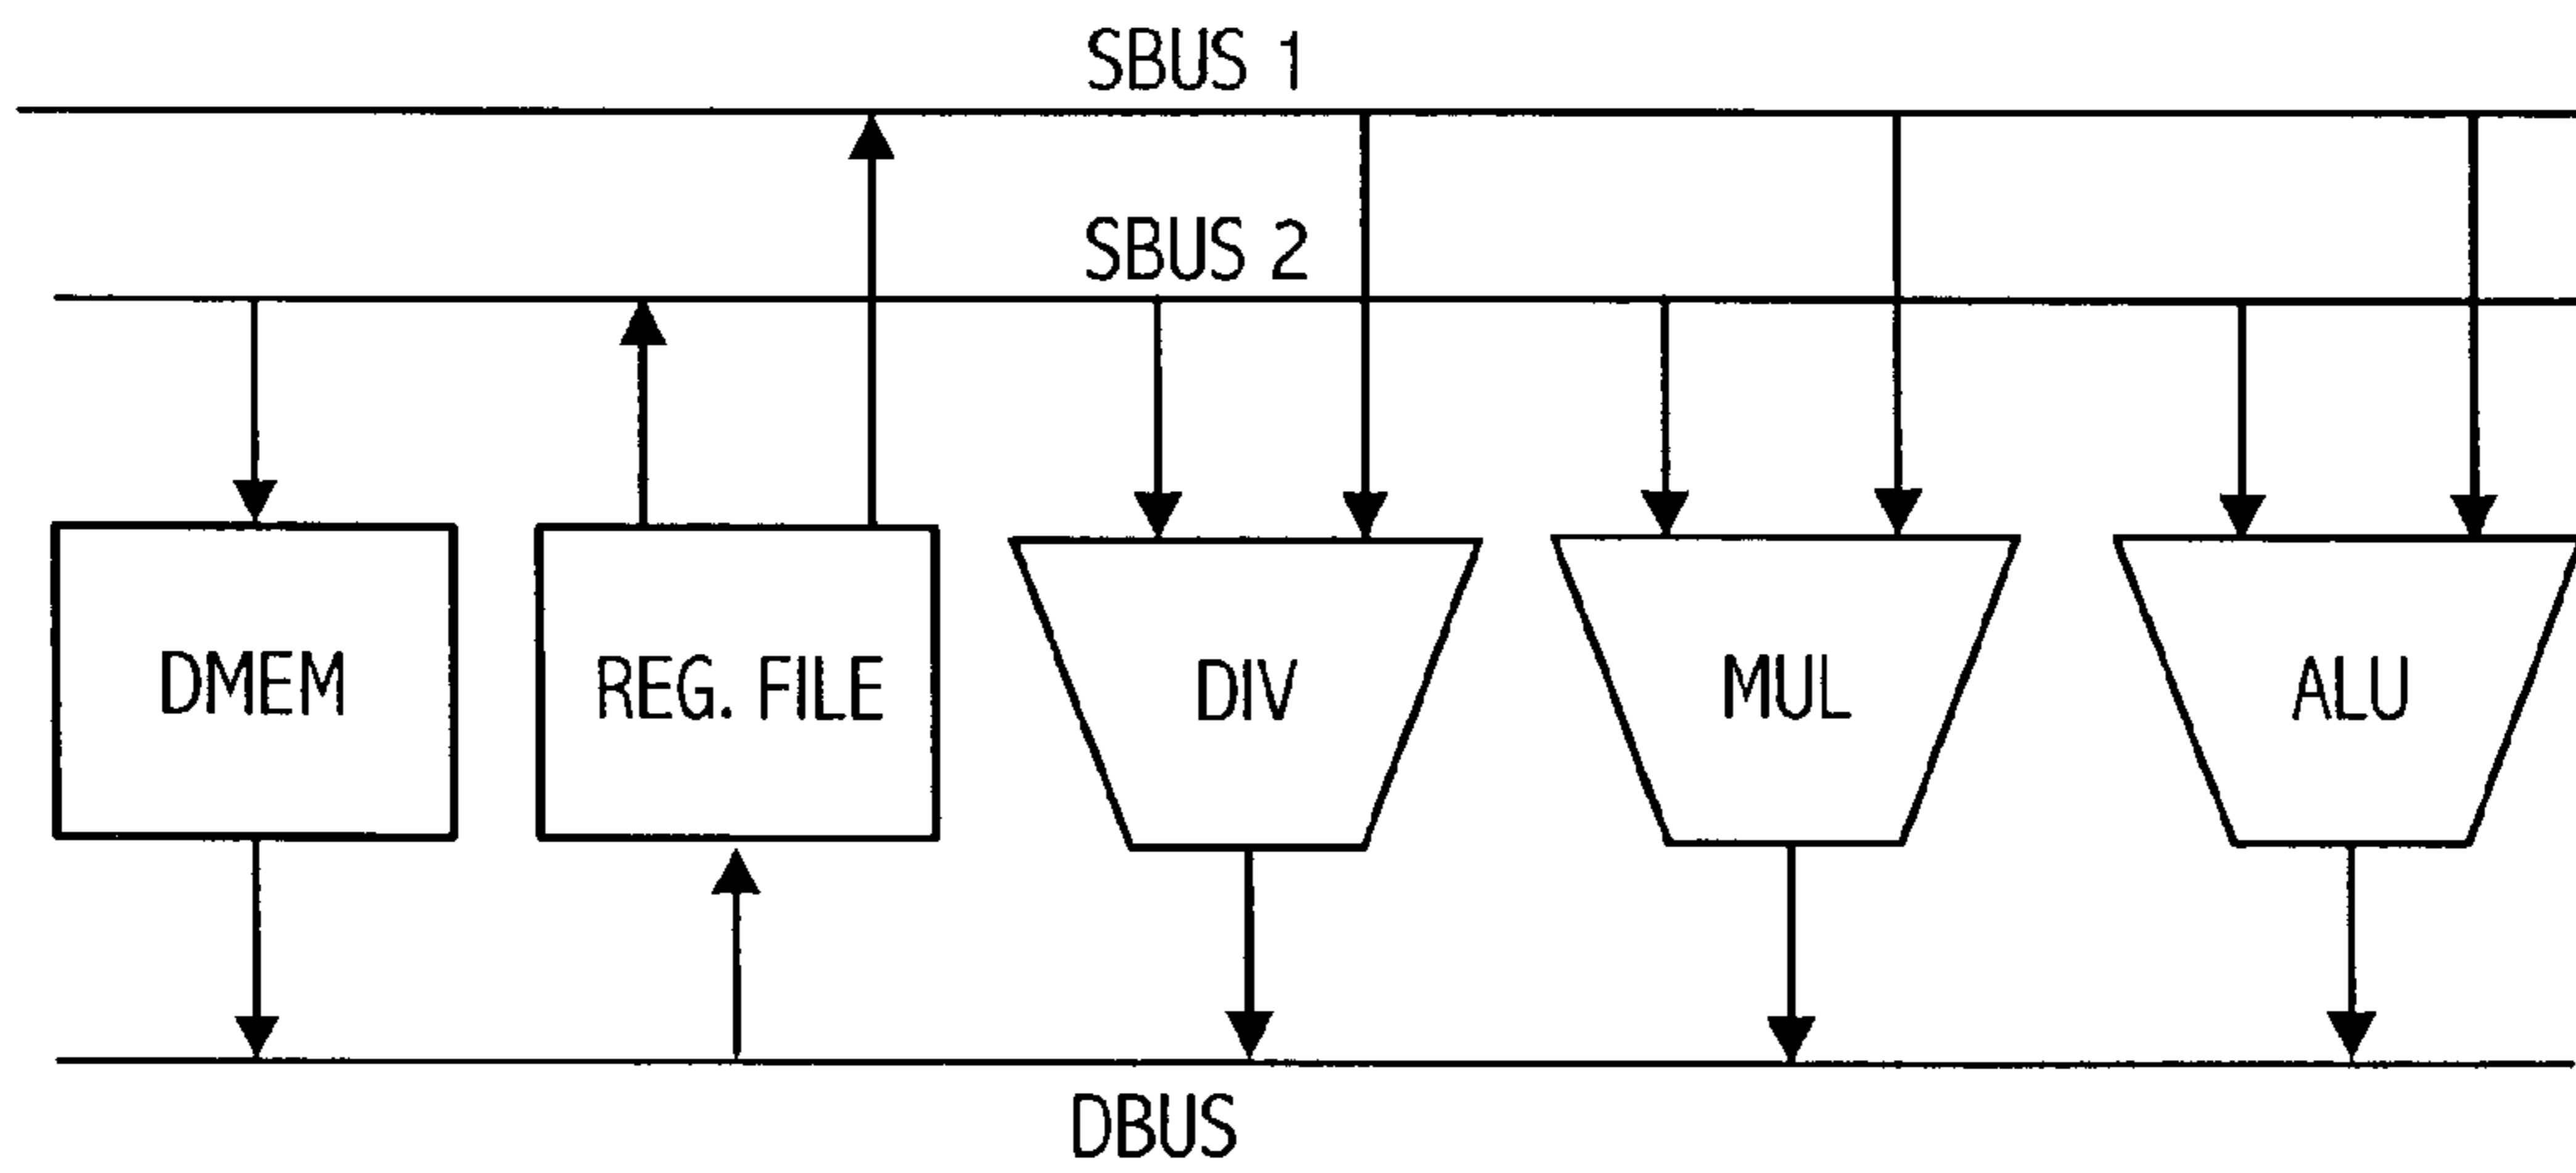 SBUS 1
SBUS 2
DMEM
REG. FILE
DIV
MUL
ALU
DBUS